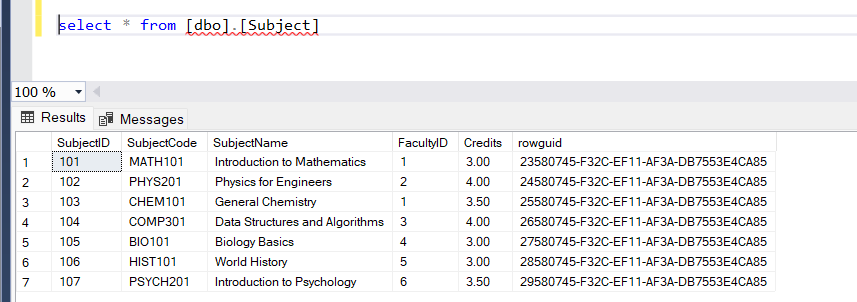 select * from [dbo].[Subject]
100 %
Results Messages
SubjectID SubjectCode SubjectName FacultyID Credits rowguid
1 101 MATH101 Introduction to Mathematics 1 3.00 23580745-F32C-EF11-AF3A-DB7553E4CA85
2 102 PHYS201 Physics for Engineers 2 4.00 24580745-F32C-EF11-AF3A-DB7553E4CA85
3 103 CHEM101 General Chemistry 1 3.50 25580745-F32C-EF11-AF3A-DB7553E4CA85
4 104 COMP301 Data Structures and Algorithms 3 4.00 26580745-F32C-EF11-AF3A-DB7553E4CA85
5 105 BIO101 Biology Basics 4 3.00 27580745-F32C-EF11-AF3A-DB7553E4CA85
6 106 HIST101 World History 5 3.00 28580745-F32C-EF11-AF3A-DB7553E4CA85
7 107 PSYCH201 Introduction to Psychology 6 3.50 29580745-F32C-EF11-AF3A-DB7553E4CA85